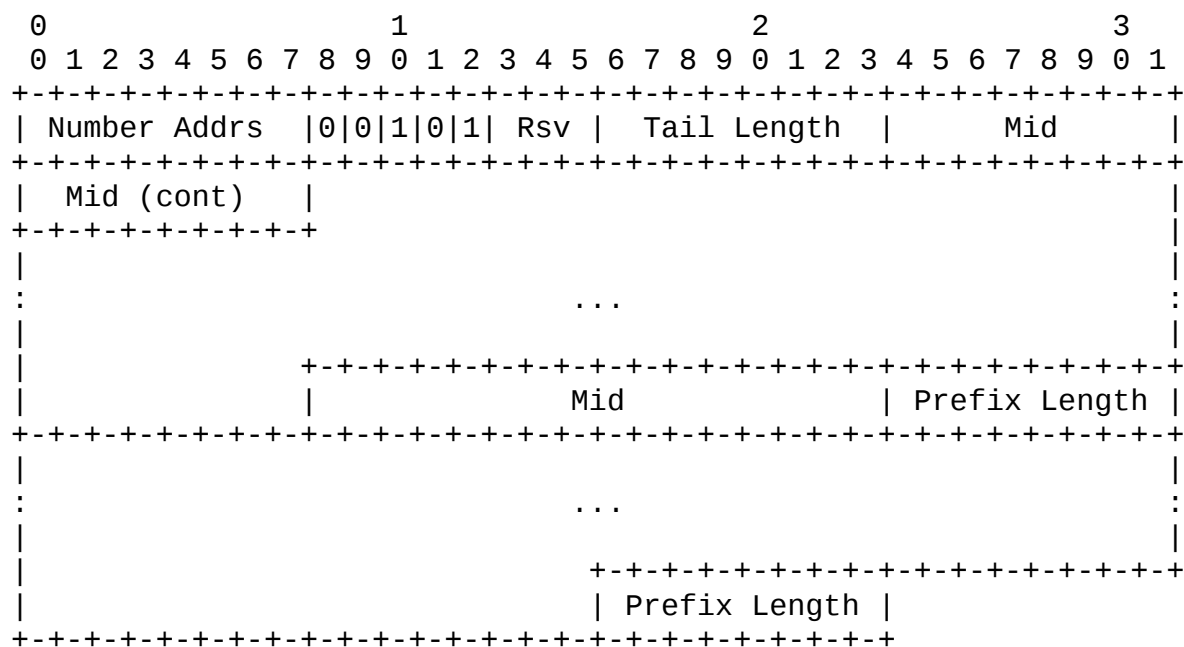 0                   1                   2                   3
 0 1 2 3 4 5 6 7 8 9 0 1 2 3 4 5 6 7 8 9 0 1 2 3 4 5 6 7 8 9 0 1
+-+-+-+-+-+-+-+-+-+-+-+-+-+-+-+-+-+-+-+-+-+-+-+-+-+-+-+-+-+-+-+-+
| Number Addrs  |0|0|1|0|1| Rsv |  Tail Length  |      Mid      |
+-+-+-+-+-+-+-+-+-+-+-+-+-+-+-+-+-+-+-+-+-+-+-+-+-+-+-+-+-+-+-+-+
|  Mid (cont)   |                                               |
+-+-+-+-+-+-+-+-+                                               |
|                                                               |
:                              ...                              :
|                                                               |
|               +-+-+-+-+-+-+-+-+-+-+-+-+-+-+-+-+-+-+-+-+-+-+-+-+
|               |              Mid              | Prefix Length |
+-+-+-+-+-+-+-+-+-+-+-+-+-+-+-+-+-+-+-+-+-+-+-+-+-+-+-+-+-+-+-+-+
|                                                               |
:                              ...                              :
|                                                               |
|                               +-+-+-+-+-+-+-+-+-+-+-+-+-+-+-+-+
|                               | Prefix Length |
+-+-+-+-+-+-+-+-+-+-+-+-+-+-+-+-+-+-+-+-+-+-+-+-+